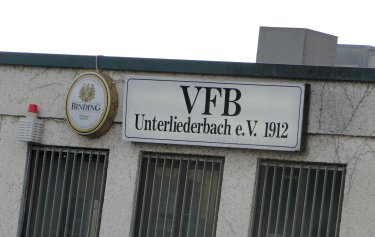 BINDING
VFB
Unterliederbach e.V. 1912